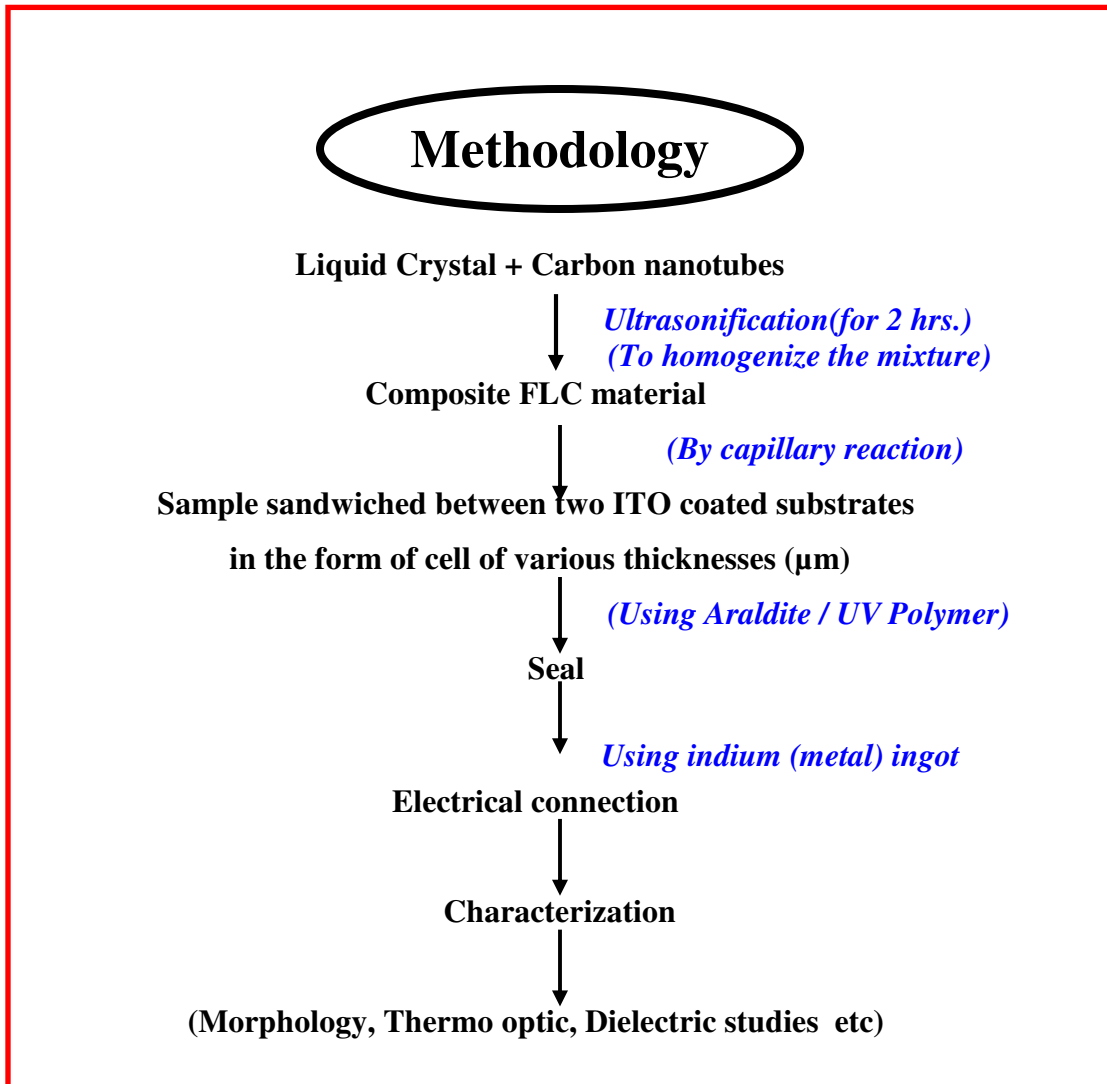 Methodology
Liquid Crystal + Carbon nanotubes
Ultrasonification(for 2 hrs.)
(To homogenize the mixture)
Composite FLC material
(By capillary reaction)
Sample sandwiched between two ITO coated substrates
in the form of cell of various thicknesses (µm)
(Using Araldite / UV Polymer)
Seal
Using indium (metal) ingot
Electrical connection
Characterization
(Morphology, Thermo optic, Dielectric studies etc)